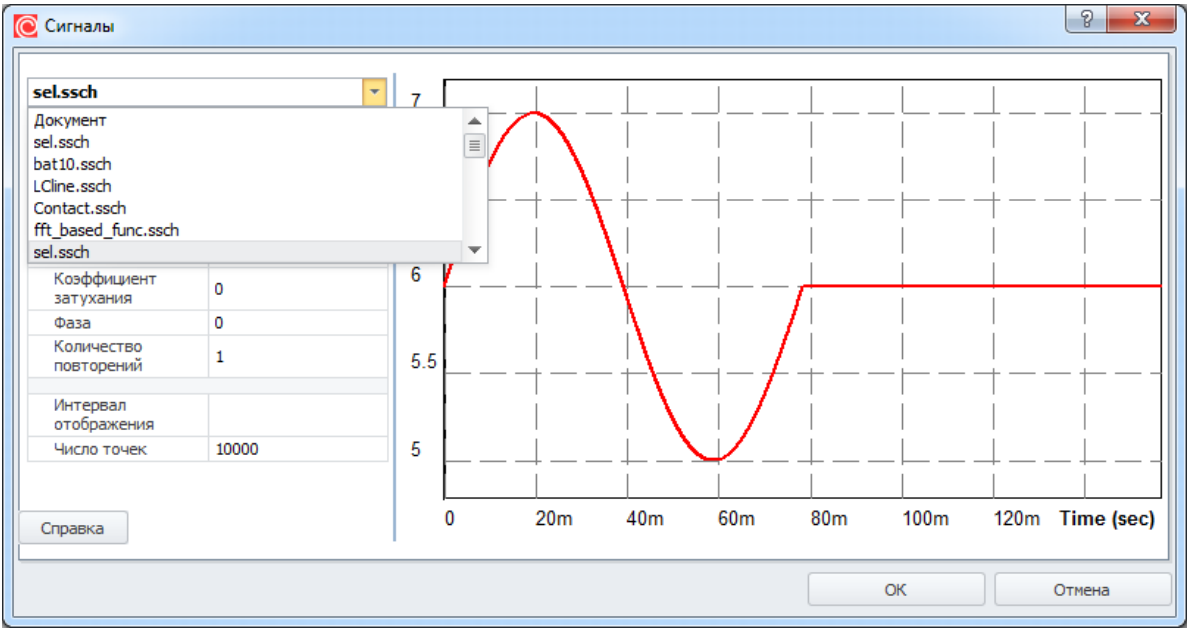 Сигналы
?
X
sel.ssch
Документ
sel.ssch
bat10.ssch
LCline.ssch
Contact.ssch
fft_based_func.ssch
sel.ssch
Коэффициент
затухания
0
Фаза
0
Количество
повторений
1
Интервал
отображения
Число точек
10000
Справка
7
6
5.5
5
0
20m
40m
60m
80m
100m
120m
Time (sec)
OK
Отмена